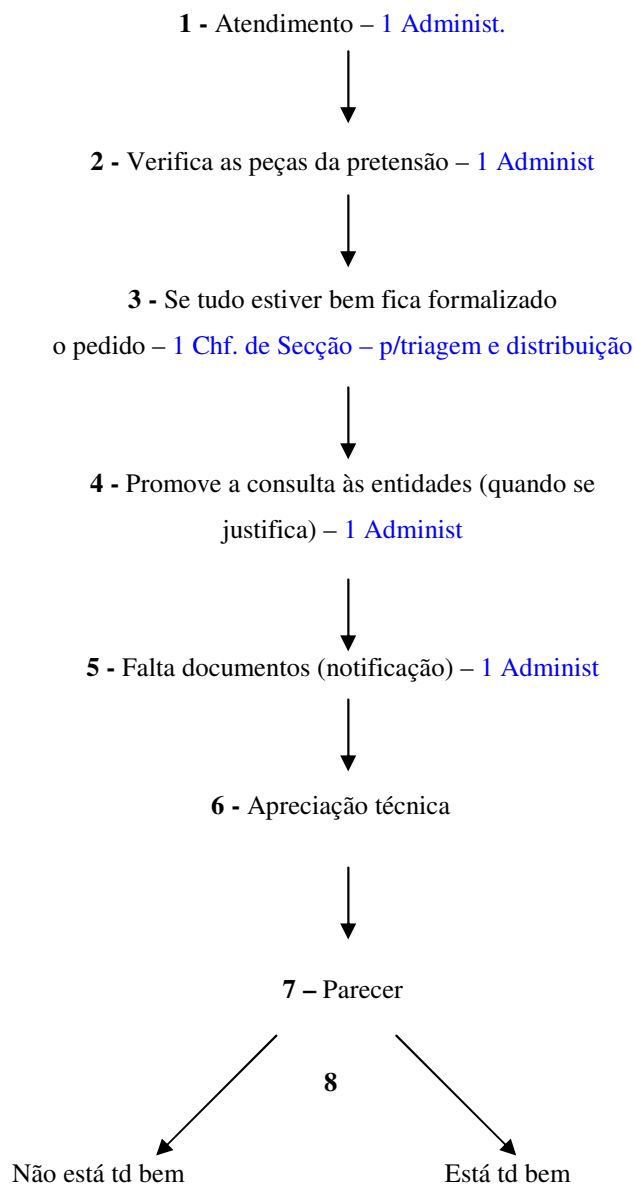 1 - Atendimento – 1 Administ.
2 - Verifica as peças da pretensão – 1 Administ
3 - Se tudo estiver bem fica formalizado
o pedido – 1 Chf. de Secção – p/triagem e distribuição
4 - Promove a consulta às entidades (quando se
justifica) – 1 Administ
5 - Falta documentos (notificação) – 1 Administ
6 - Apreciação técnica
7 – Parecer
8
Não está td bem Está td bem